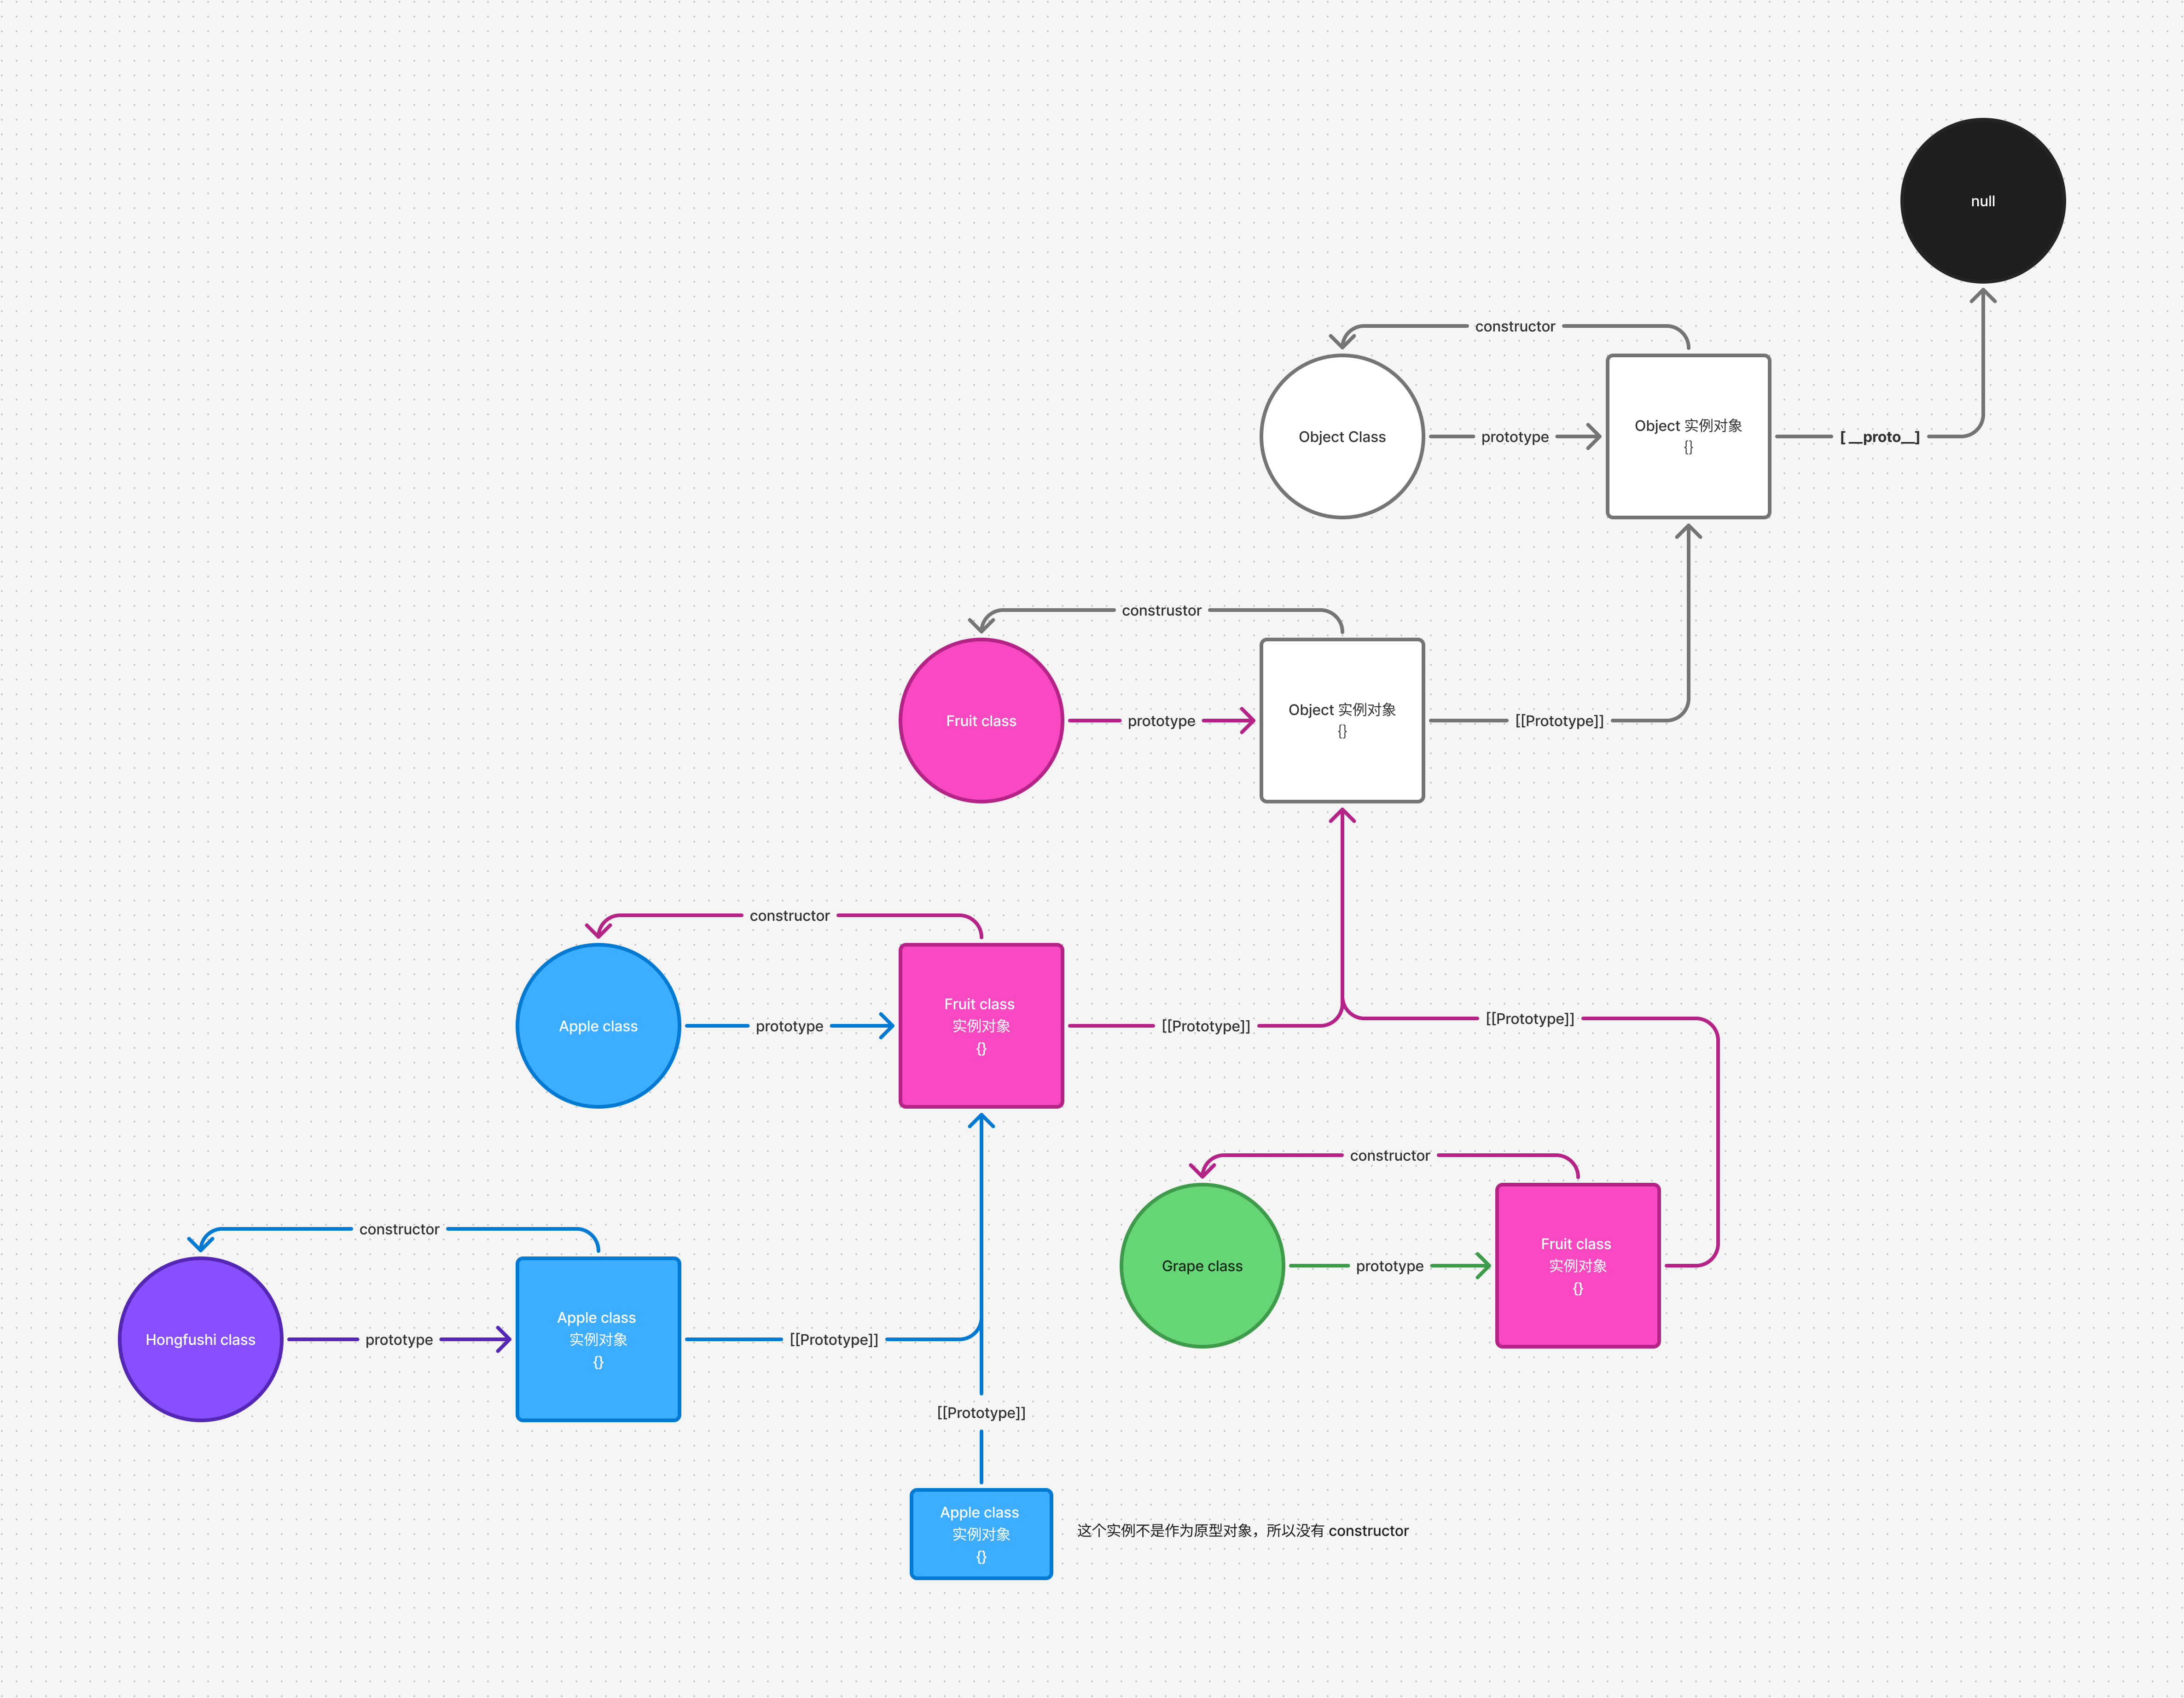 null
constructor
Object Class
prototype
Object 实例对象
{}
[ __proto__]
construstor
Fruit class
prototype
Object 实例对象
{}
[[Prototype]]
constructor
Apple class
prototype
Fruit class
实例对象
{}
[[Prototype]]
[[Prototype]]
constructor
Grape class
prototype
Fruit class
实例对象
{}
constructor
Hongfushi class
prototype
Apple class
实例对象
{}
[[Prototype]]
[[Prototype]]
Apple class
实例对象
{}
这个实例不是作为原型对象，所以没有 constructor